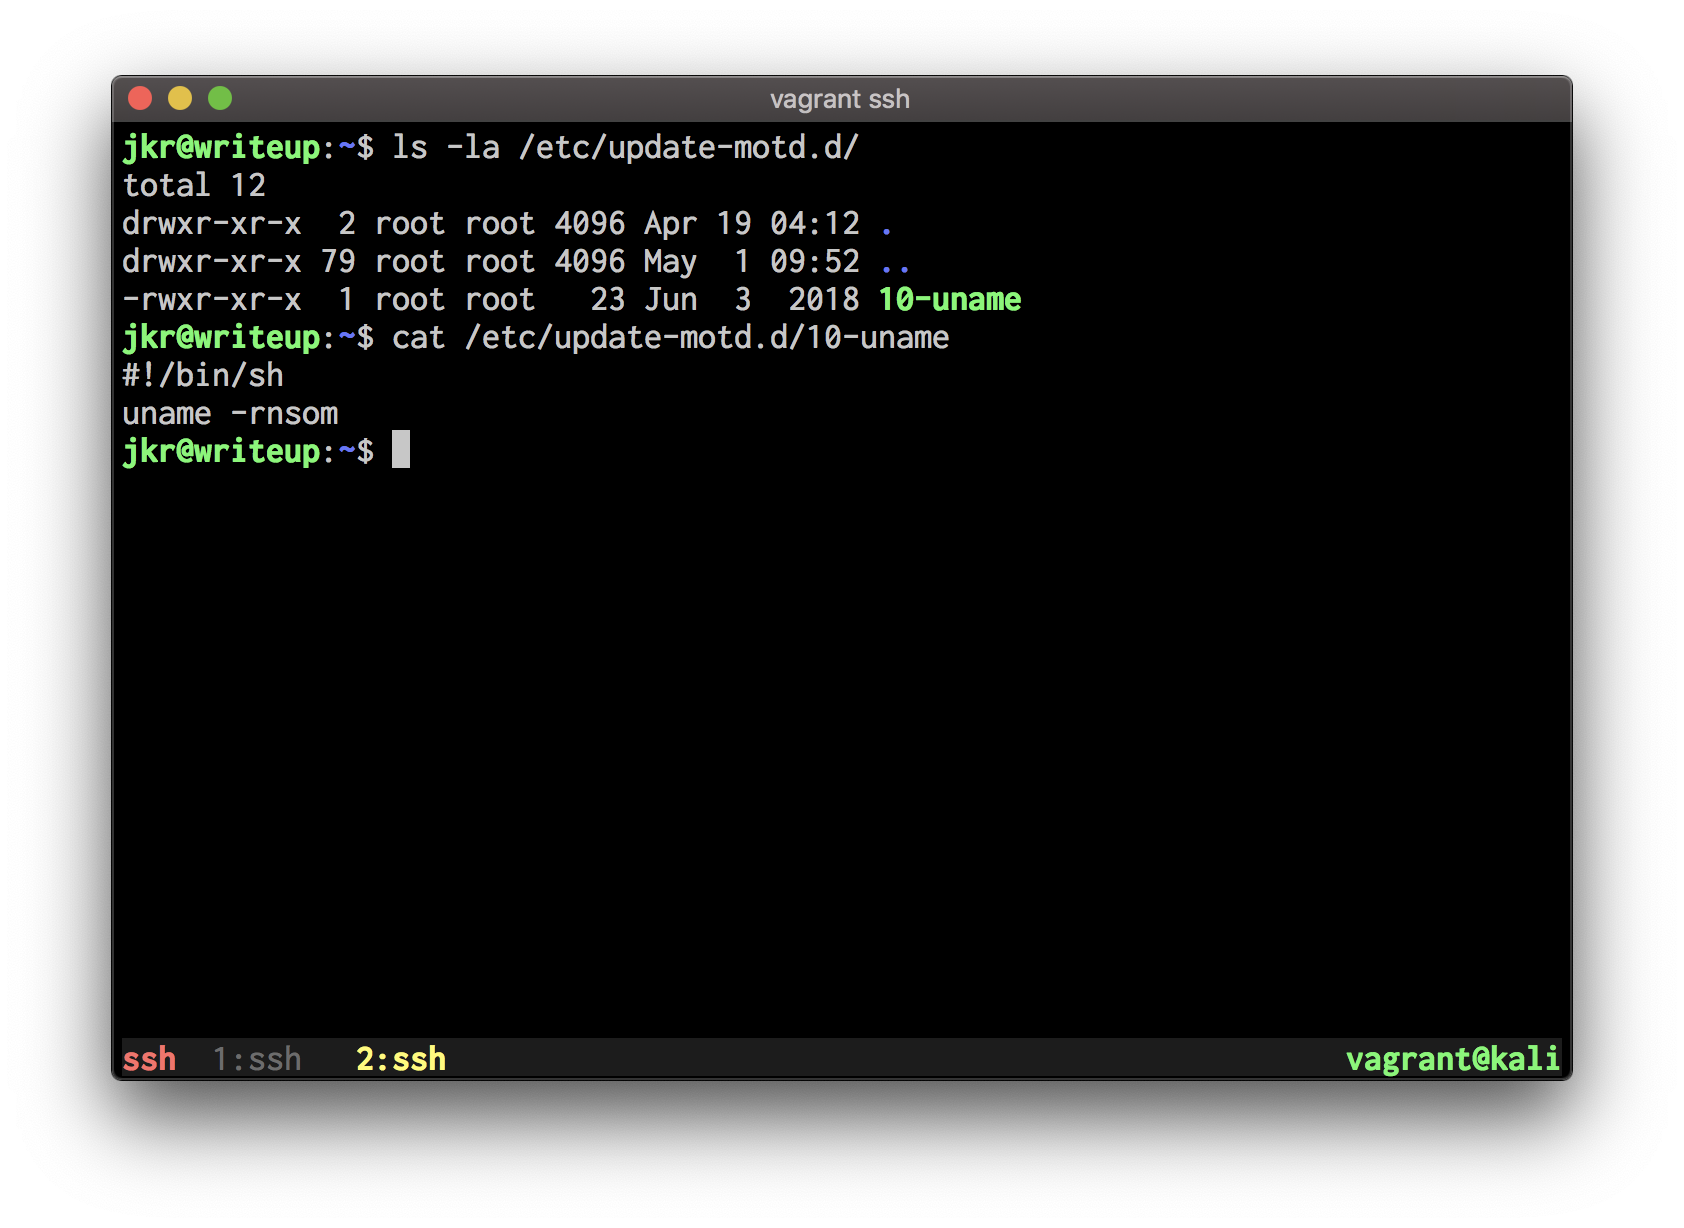 vagrant ssh
jkr@writeup:~$ ls -la /etc/update-motd.d/
total 12
drwxr-xr-x  2 root root 4096 Apr 19 04:12 .
drwxr-xr-x 79 root root 4096 May  1 09:52 ..
-rwxr-xr-x  1 root root   23 Jun  3  2018 10-uname
jkr@writeup:~$ cat /etc/update-motd.d/10-uname
#!/bin/sh
uname -rnsom
jkr@writeup:~$
ssh  1:ssh   2:ssh vagrant@kali